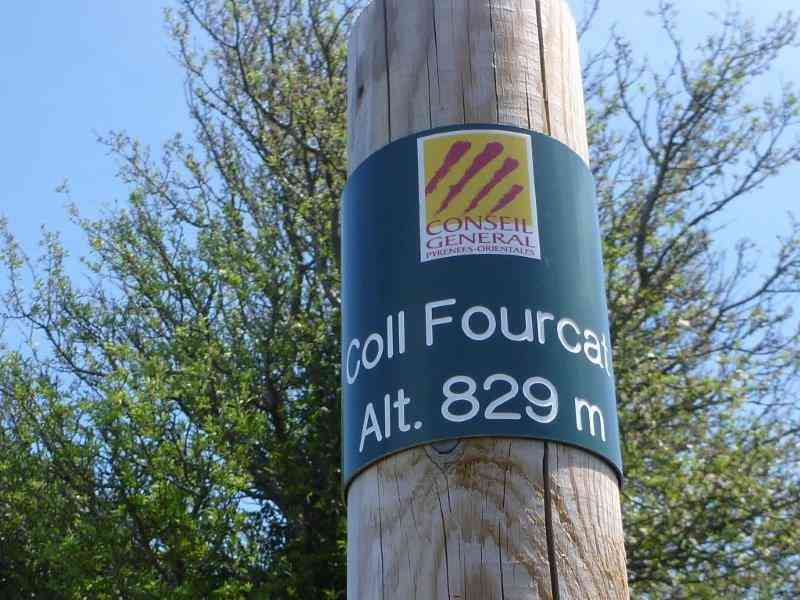 CONSEIL
GENERAL
PYRENEES-ORIENTALES
Coll Fourcat
Alt. 829 m